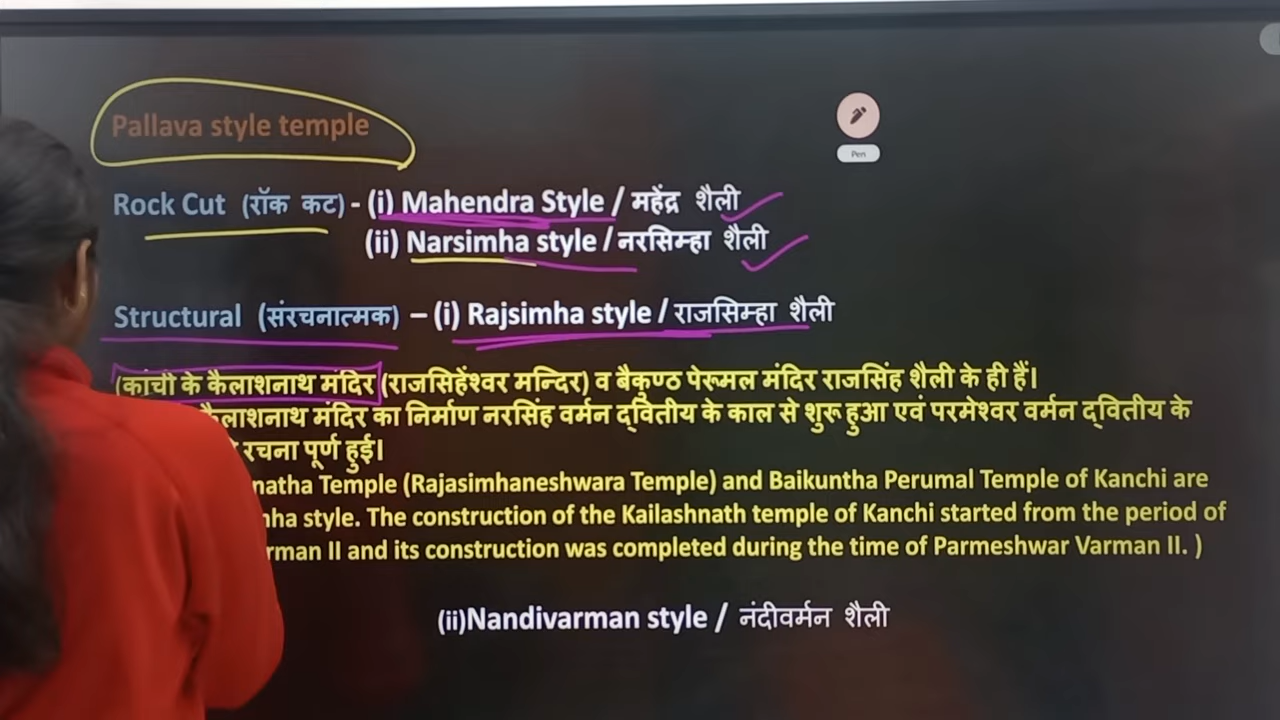 Pallava style temple
Pen
Rock Cut (रॉक कट) - (i) Mahendra Style / महेंद्र शैली
(ii) Narsimha style / नरसिम्हा शैली
Structural (संरचनात्मक) – (i) Rajsimha style / राजसिम्हा शैली
(कांची के कैलाशनाथ मंदिर (राजसिहेंश्वर मन्दिर) व बैकुण्ठ पेरूमल मंदिर राजसिंह शैली के ही हैं।
कैलाशनाथ मंदिर का निर्माण नरसिंह वर्मन द्वितीय के काल से शुरू हुआ एवं परमेश्वर वर्मन द्वितीय के
रचना पूर्ण हुई।
natha Temple (Rajasimhaneshwara Temple) and Baikuntha Perumal Temple of Kanchi are
ha style. The construction of the Kailashnath temple of Kanchi started from the period of
rman II and its construction was completed during the time of Parmeshwar Varman II. )
(ii)Nandivarman style / नंदीवर्मन शैली